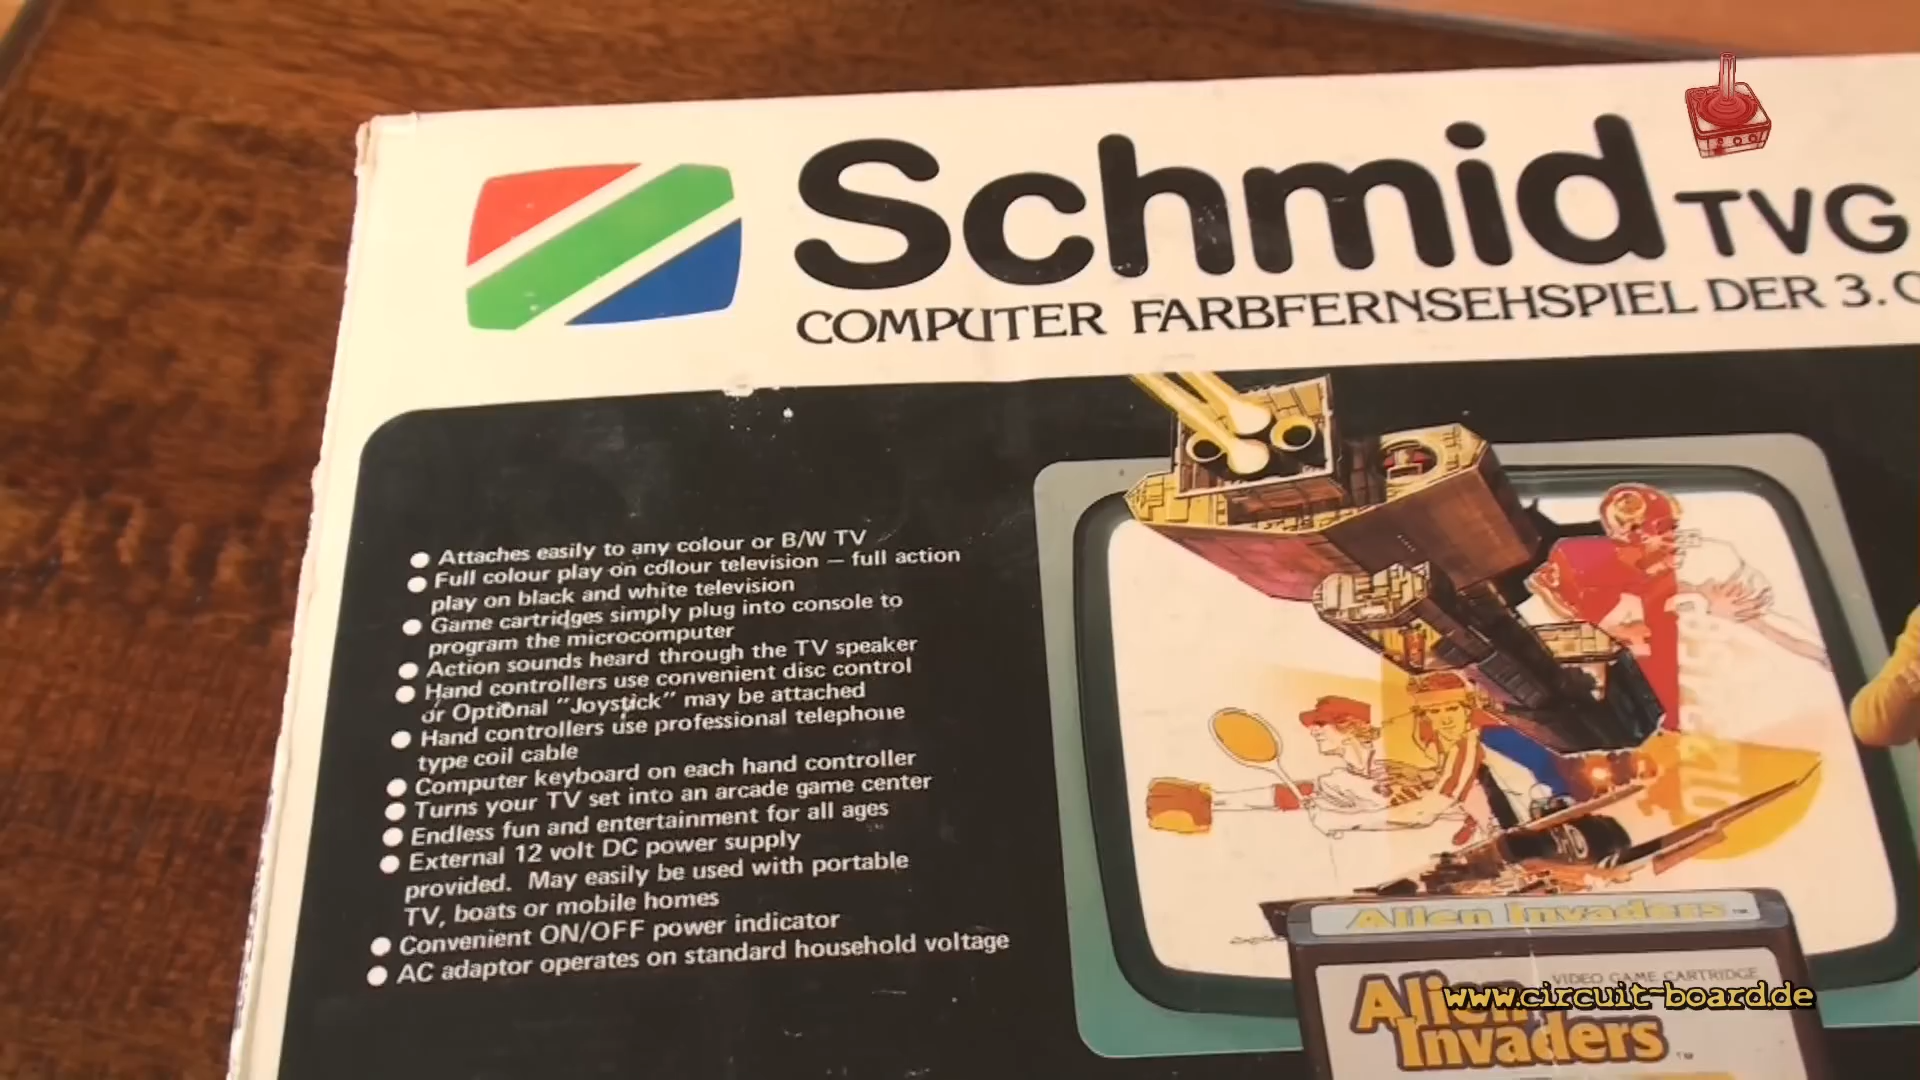 Schmid TVG
COMPUTER FARBFERNSEHSPIEL DER 3.
● Attaches easily to any colour or B/W TV
● Full colour play on colour television — full action
play on black and white television
● Game cartridges simply plug into console to
program the microcomputer
● Action sounds heard through the TV speaker
● Hand controllers use convenient disc control
or Optional "Joystick" may be attached
● Hand controllers use professional telephone
type coil cable
● Computer keyboard on each hand controller
● Turns your TV set into an arcade game center
● Endless fun and entertainment for all ages
● External 12 volt DC power supply
provided. May easily be used with portable
TV, boats or mobile homes
● Convenient ON/OFF power indicator
● AC adaptor operates on standard household voltage
Alien Invaders ™
VIDEO GAME CARTRIDGE
Alien
Invaders ™
www.circuit-board.de